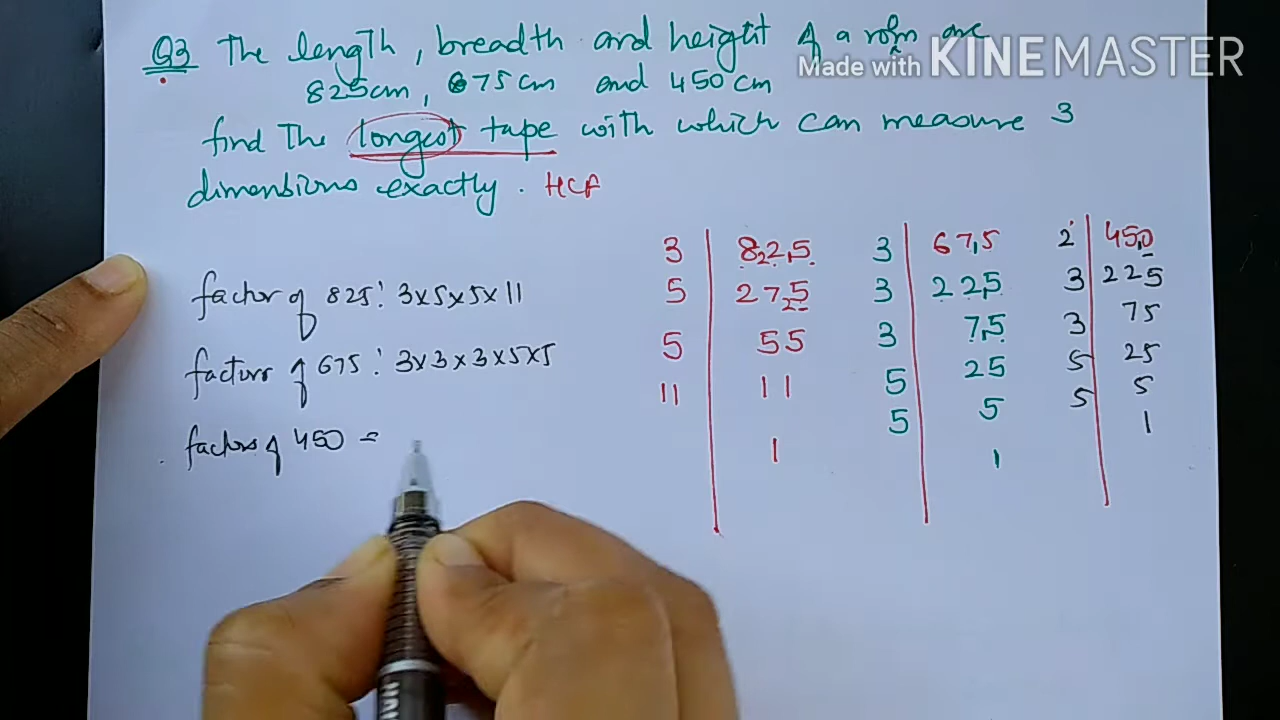 Q3 The length, breadth and height of a room are
Made with KINEMASTER
825cm, 675cm and 450cm
find The longest tape with which can measure 3
dimensions exactly. HCF
3 825 3 675 2 450
5 275 3 225 3 225
5 55 3 75 3 75
11 11 5 25 5 25
1 5 5 5 5
1 1
factor of 825: 3x5x5x11
factors of 675: 3x3x3x5x5
factors of 450 =